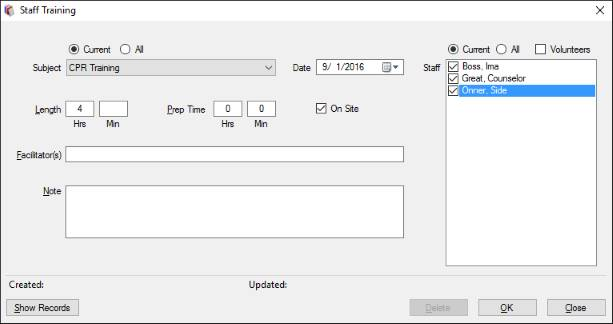 Staff Training
Current All
Current All Volunteers
Subject CPR Training
Date 9/ 1/2016
Staff Boss, Ima
Great, Counselor
Onner, Side
Length 4
Prep Time 0 0
On Site
Hrs Min
Hrs Min
Facilitator(s)
Note
Created:
Updated:
Show Records
Delete
OK
Close